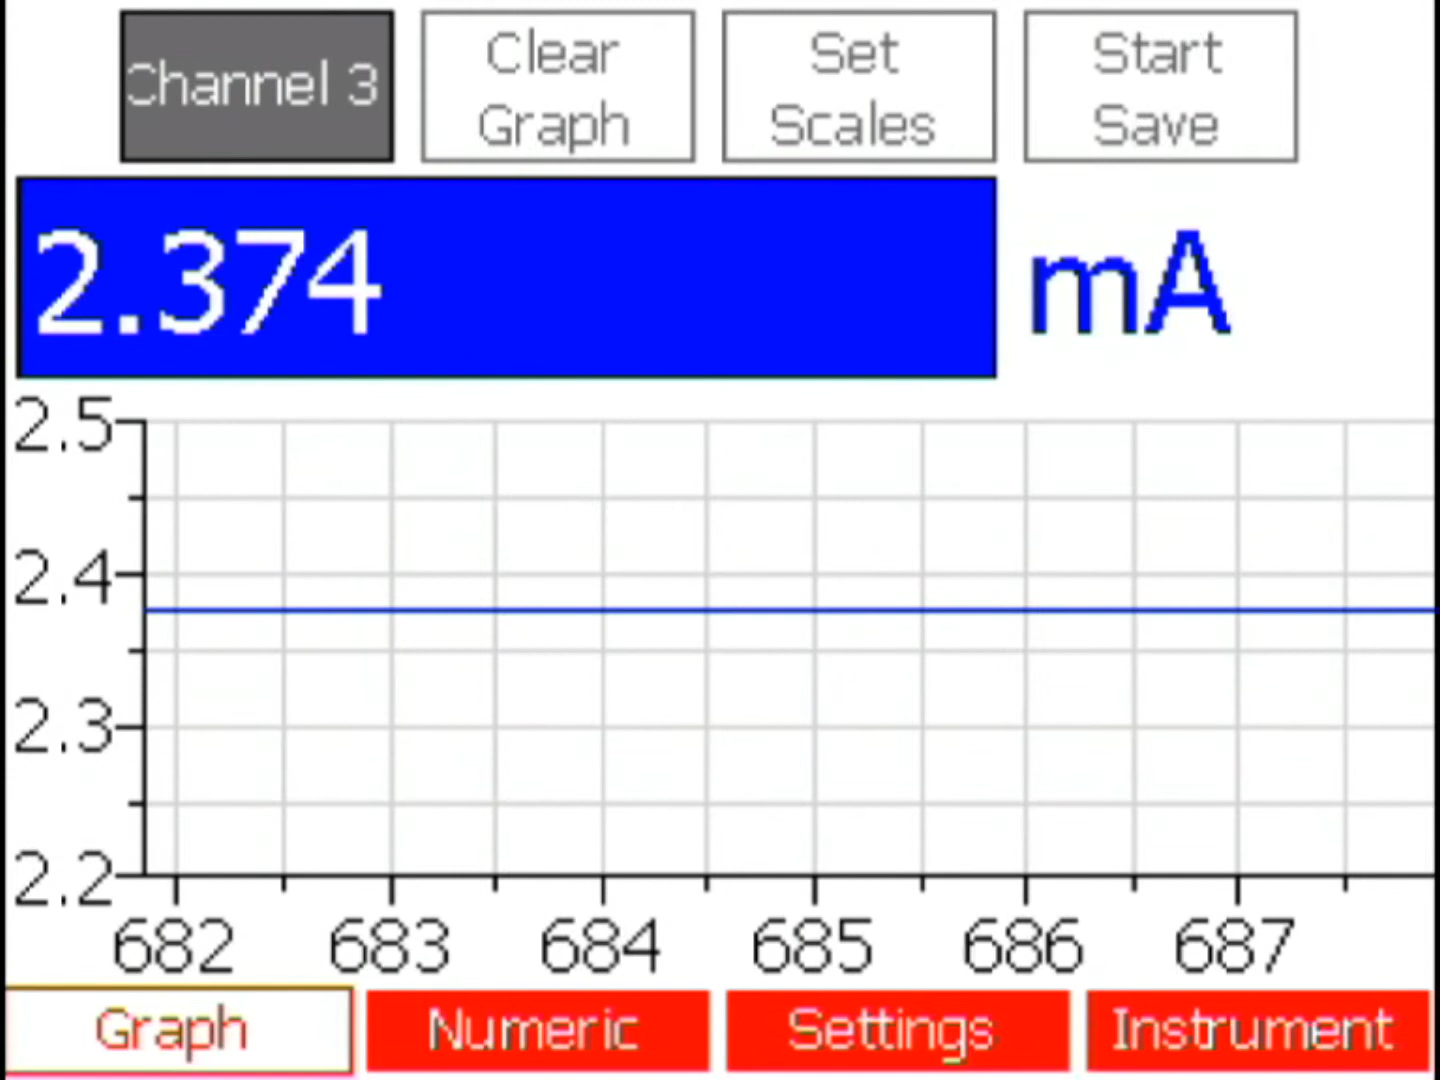 Channel 3
Clear
Graph
Set
Scales
Start
Save
2.374 mA
2.5
2.4
2.3
2.2
682 683 684 685 686 687
Graph Numeric Settings Instrument